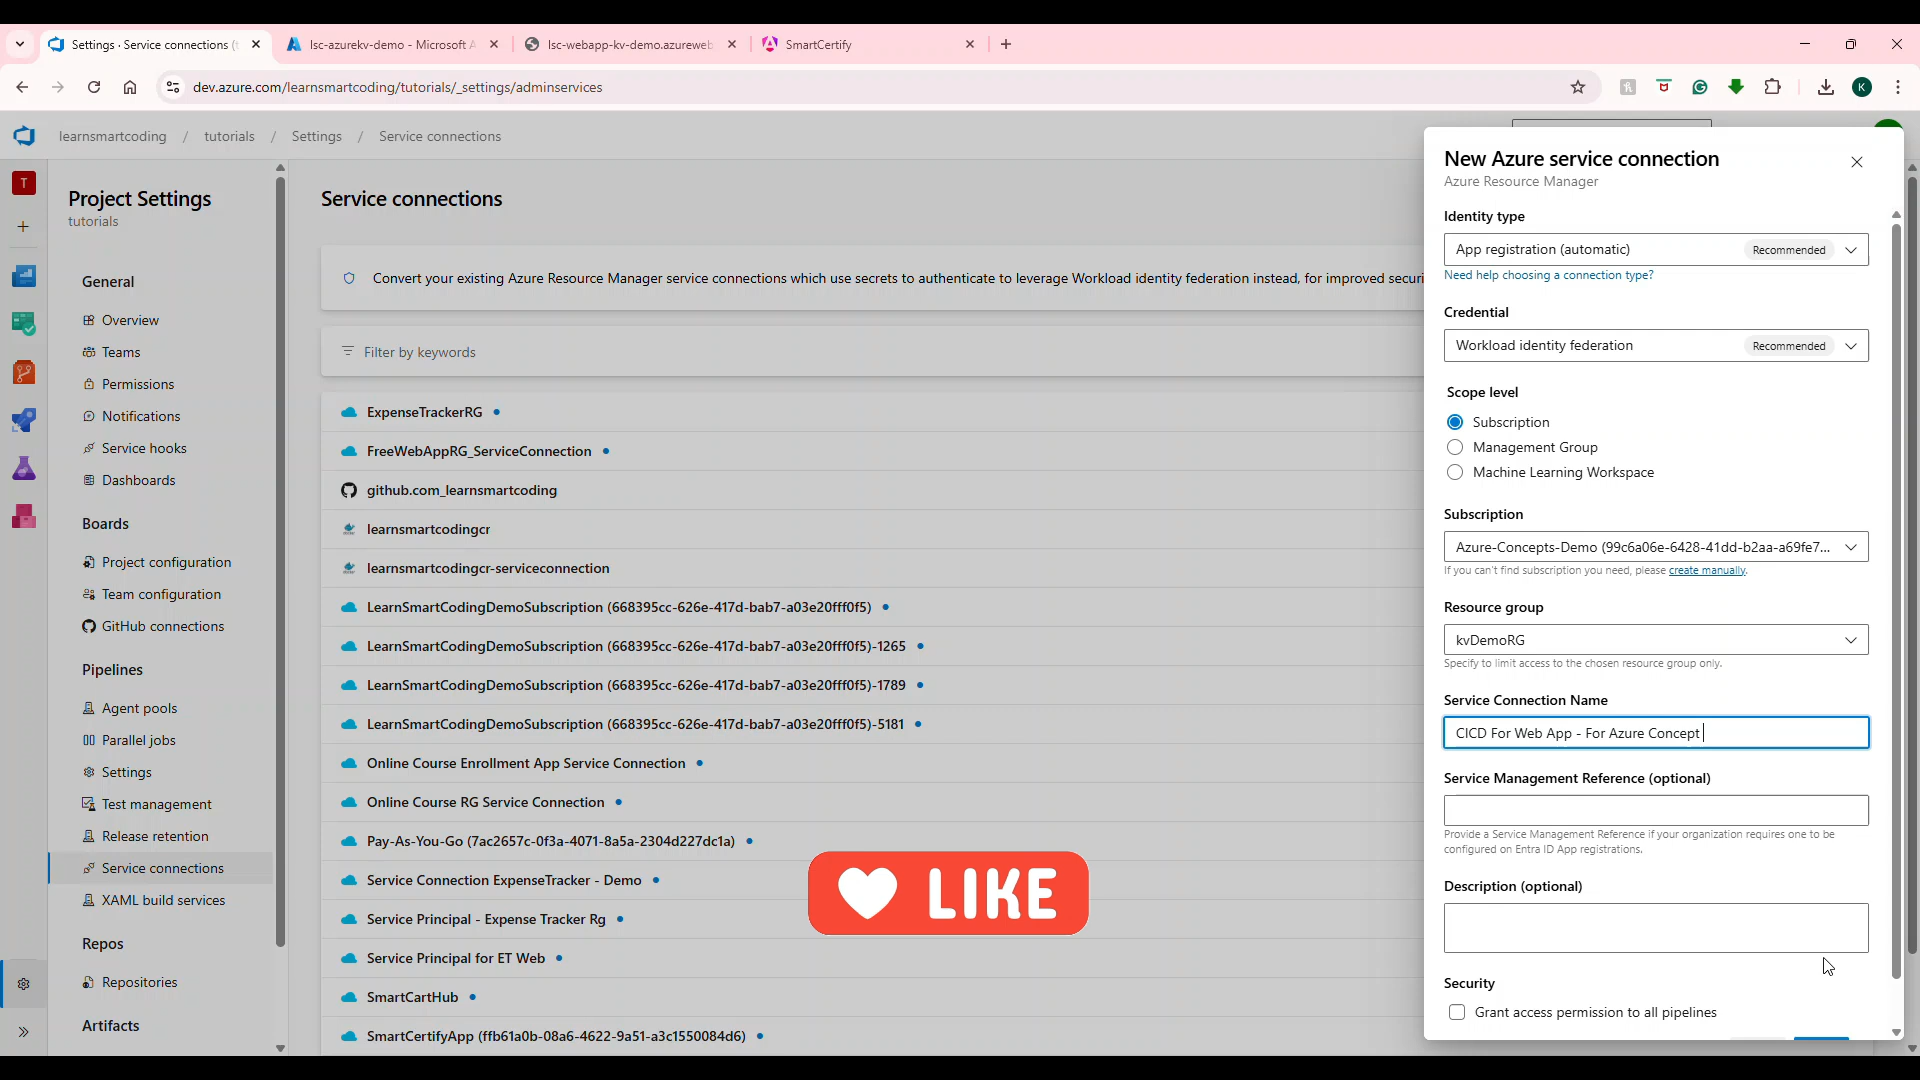 Settings · Service connections (t
lsc-azurekv-demo - Microsoft A
lsc-webapp-kv-demo.azureweb
SmartCertify
dev.azure.com/learnsmartcoding/tutorials/_settings/adminservices
K
learnsmartcoding / tutorials / Settings / Service connections
T
Project Settings
tutorials
General
Overview
Teams
Permissions
Notifications
Service hooks
Dashboards
Boards
Project configuration
Team configuration
GitHub connections
Pipelines
Agent pools
Parallel jobs
Settings
Test management
Release retention
Service connections
XAML build services
Repos
Repositories
Artifacts
Service connections
Convert your existing Azure Resource Manager service connections which use secrets to authenticate to leverage Workload identity federation instead, for improved securi
Filter by keywords
ExpenseTrackerRG
FreeWebAppRG_ServiceConnection
github.com_learnsmartcoding
learnsmartcodingcr
learnsmartcodingcr-serviceconnection
LearnSmartCodingDemoSubscription (668395cc-626e-417d-bab7-a03e20fff0f5)
LearnSmartCodingDemoSubscription (668395cc-626e-417d-bab7-a03e20fff0f5)-1265
LearnSmartCodingDemoSubscription (668395cc-626e-417d-bab7-a03e20fff0f5)-1789
LearnSmartCodingDemoSubscription (668395cc-626e-417d-bab7-a03e20fff0f5)-5181
Online Course Enrollment App Service Connection
Online Course RG Service Connection
Pay-As-You-Go (7ac2657c-0f3a-4071-8a5a-2304d227dc1a)
Service Connection ExpenseTracker - Demo
Service Principal - Expense Tracker Rg
Service Principal for ET Web
SmartCartHub
SmartCertifyApp (ffb61a0b-08a6-4622-9a51-a3c1550084d6)
LIKE
New Azure service connection
Azure Resource Manager
Identity type
App registration (automatic) Recommended
Need help choosing a connection type?
Credential
Workload identity federation Recommended
Scope level
Subscription
Management Group
Machine Learning Workspace
Subscription
Azure-Concepts-Demo (99c6a06e-6428-41dd-b2aa-a69fe7...
If you can't find subscription you need, please create manually.
Resource group
kvDemoRG
Specify to limit access to the chosen resource group only.
Service Connection Name
CICD For Web App - For Azure Concept
Service Management Reference (optional)
Provide a Service Management Reference if your organization requires one to be
configured on Entra ID App registrations.
Description (optional)
Security
Grant access permission to all pipelines